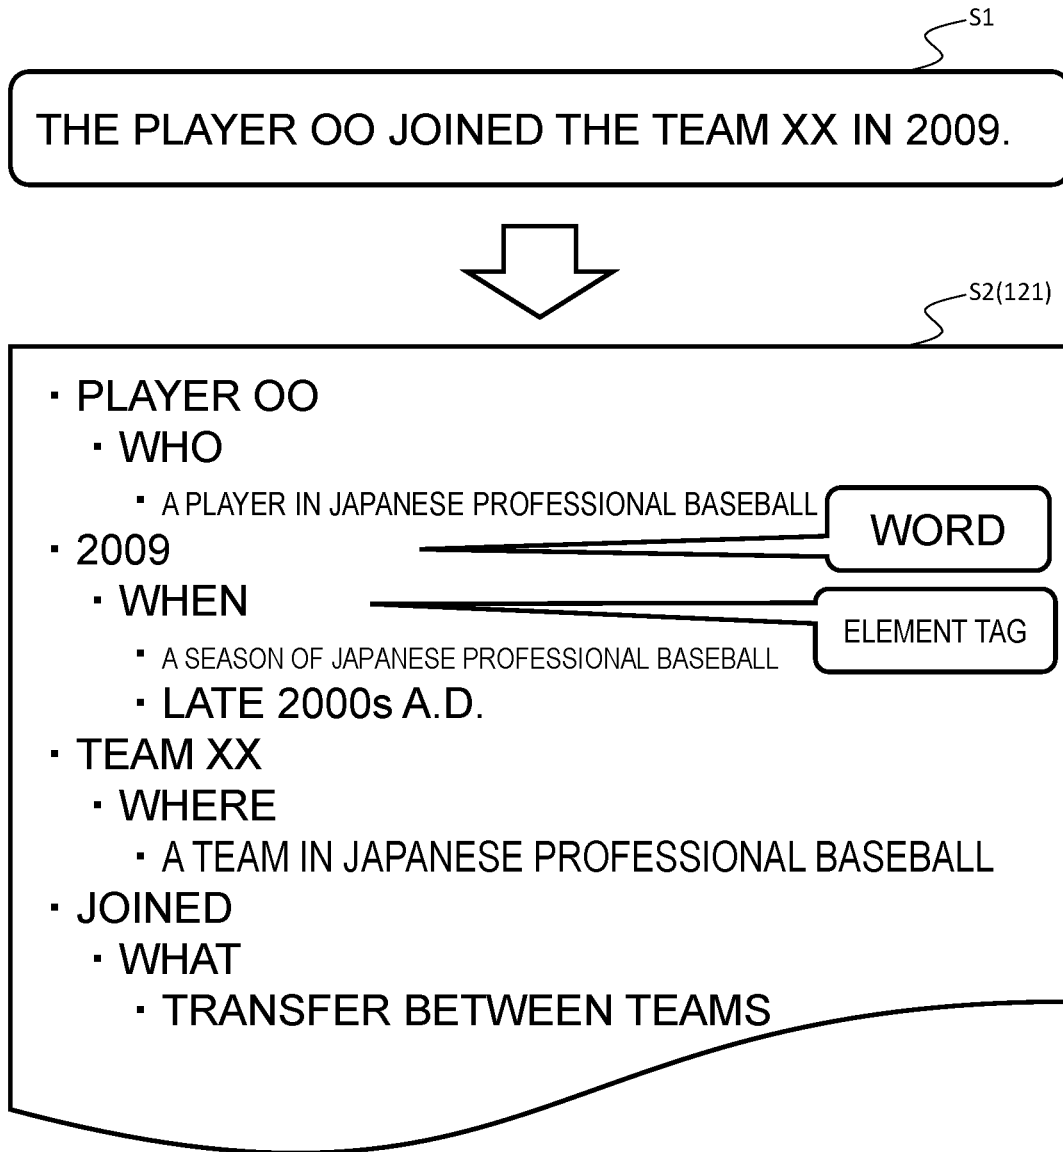 S1
THE PLAYER OO JOINED THE TEAM XX IN 2009.
S2(121)
· PLAYER OO
· WHO
· A PLAYER IN JAPANESE PROFESSIONAL BASEBALL
WORD
· 2009
· WHEN
ELEMENT TAG
· A SEASON OF JAPANESE PROFESSIONAL BASEBALL
· LATE 2000s A.D.
· TEAM XX
· WHERE
· A TEAM IN JAPANESE PROFESSIONAL BASEBALL
· JOINED
· WHAT
· TRANSFER BETWEEN TEAMS